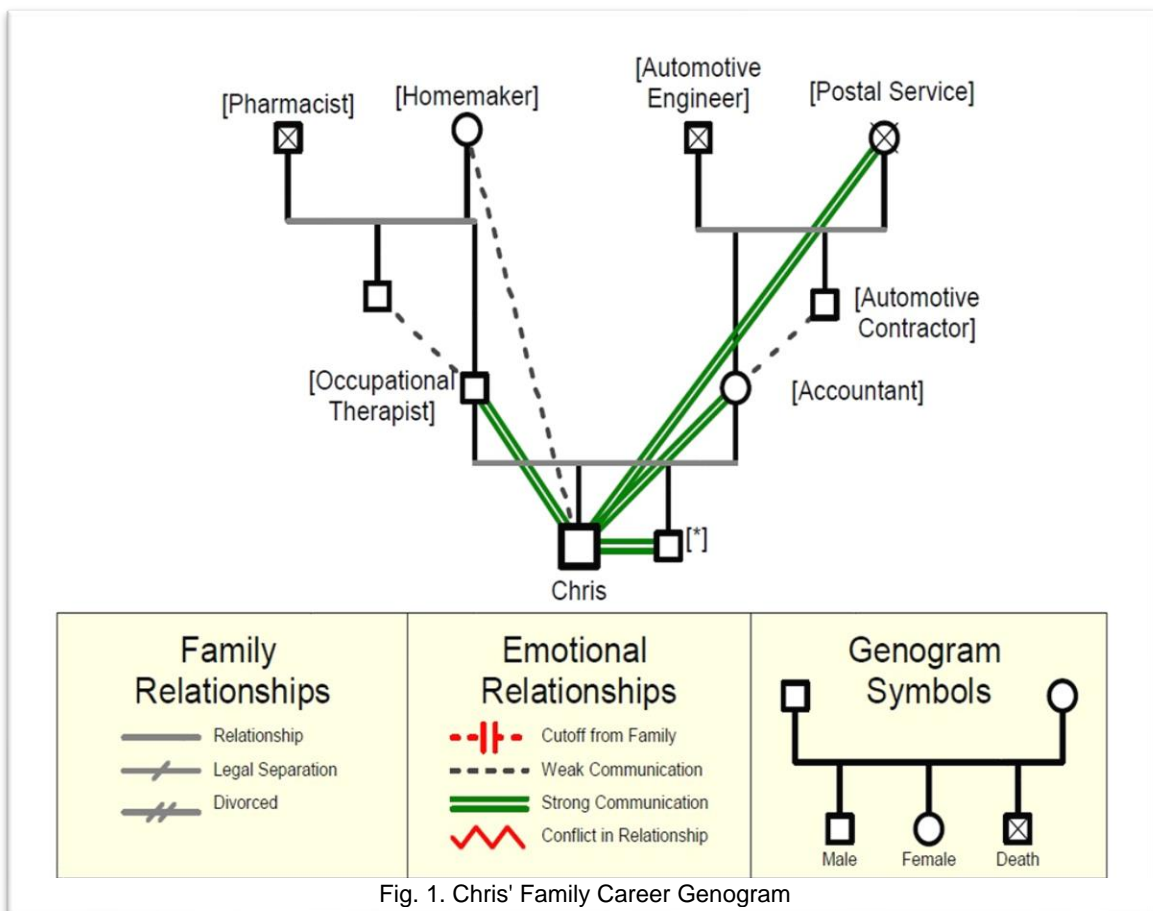 [Pharmacist]
[Homemaker]
[Automotive
Engineer]
[Postal Service]
[Automotive
Contractor]
[Occupational
Therapist]
[Accountant]
[*]
Chris
Family
Relationships
Relationship
Legal Separation
Divorced
Emotional
Relationships
Cutoff from Family
Weak Communication
Strong Communication
Conflict in Relationship
Genogram
Symbols
Male
Female
Death
Fig. 1. Chris' Family Career Genogram